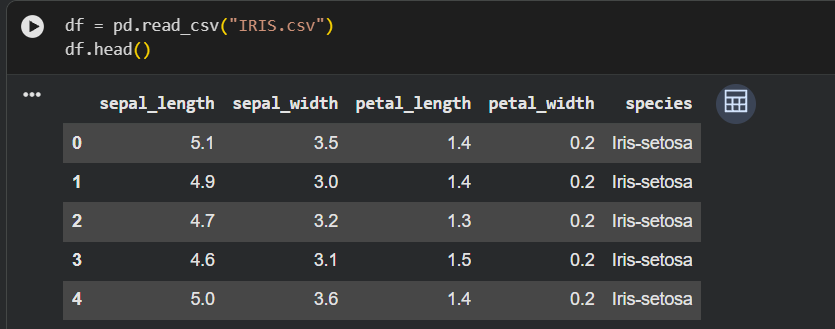 df = pd.read_csv("IRIS.csv")
df.head()
sepal_length sepal_width petal_length petal_width species
0 5.1 3.5 1.4 0.2 Iris-setosa
1 4.9 3.0 1.4 0.2 Iris-setosa
2 4.7 3.2 1.3 0.2 Iris-setosa
3 4.6 3.1 1.5 0.2 Iris-setosa
4 5.0 3.6 1.4 0.2 Iris-setosa